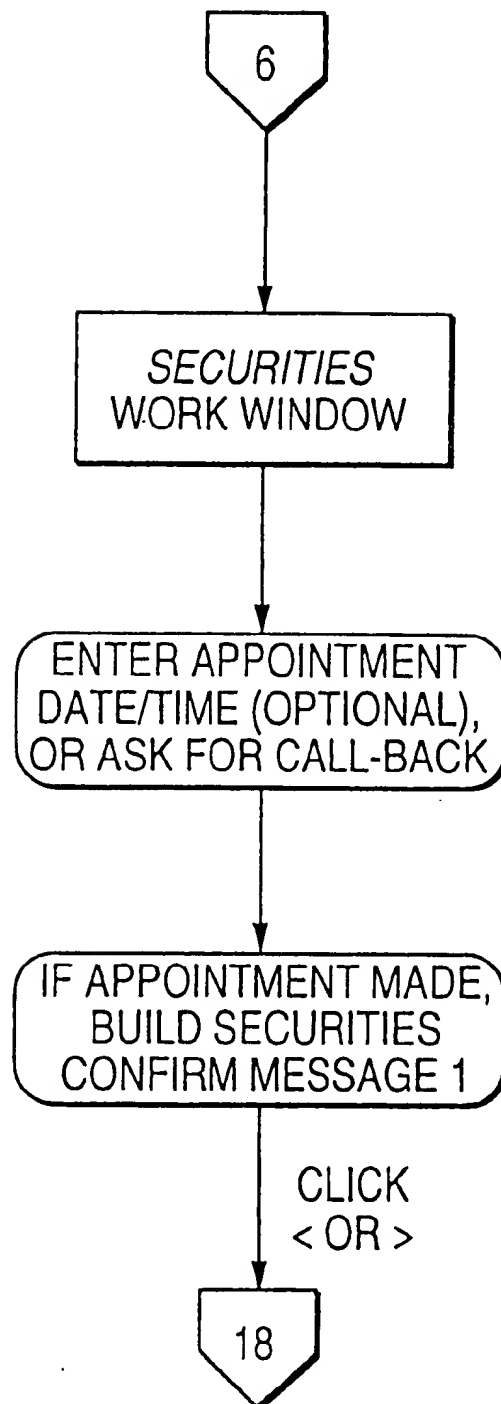 6
SECURITIES
WORK WINDOW
ENTER APPOINTMENT
DATE/TIME (OPTIONAL),
OR ASK FOR CALL-BACK
IF APPOINTMENT MADE,
BUILD SECURITIES
CONFIRM MESSAGE 1
CLICK
< OR >
18